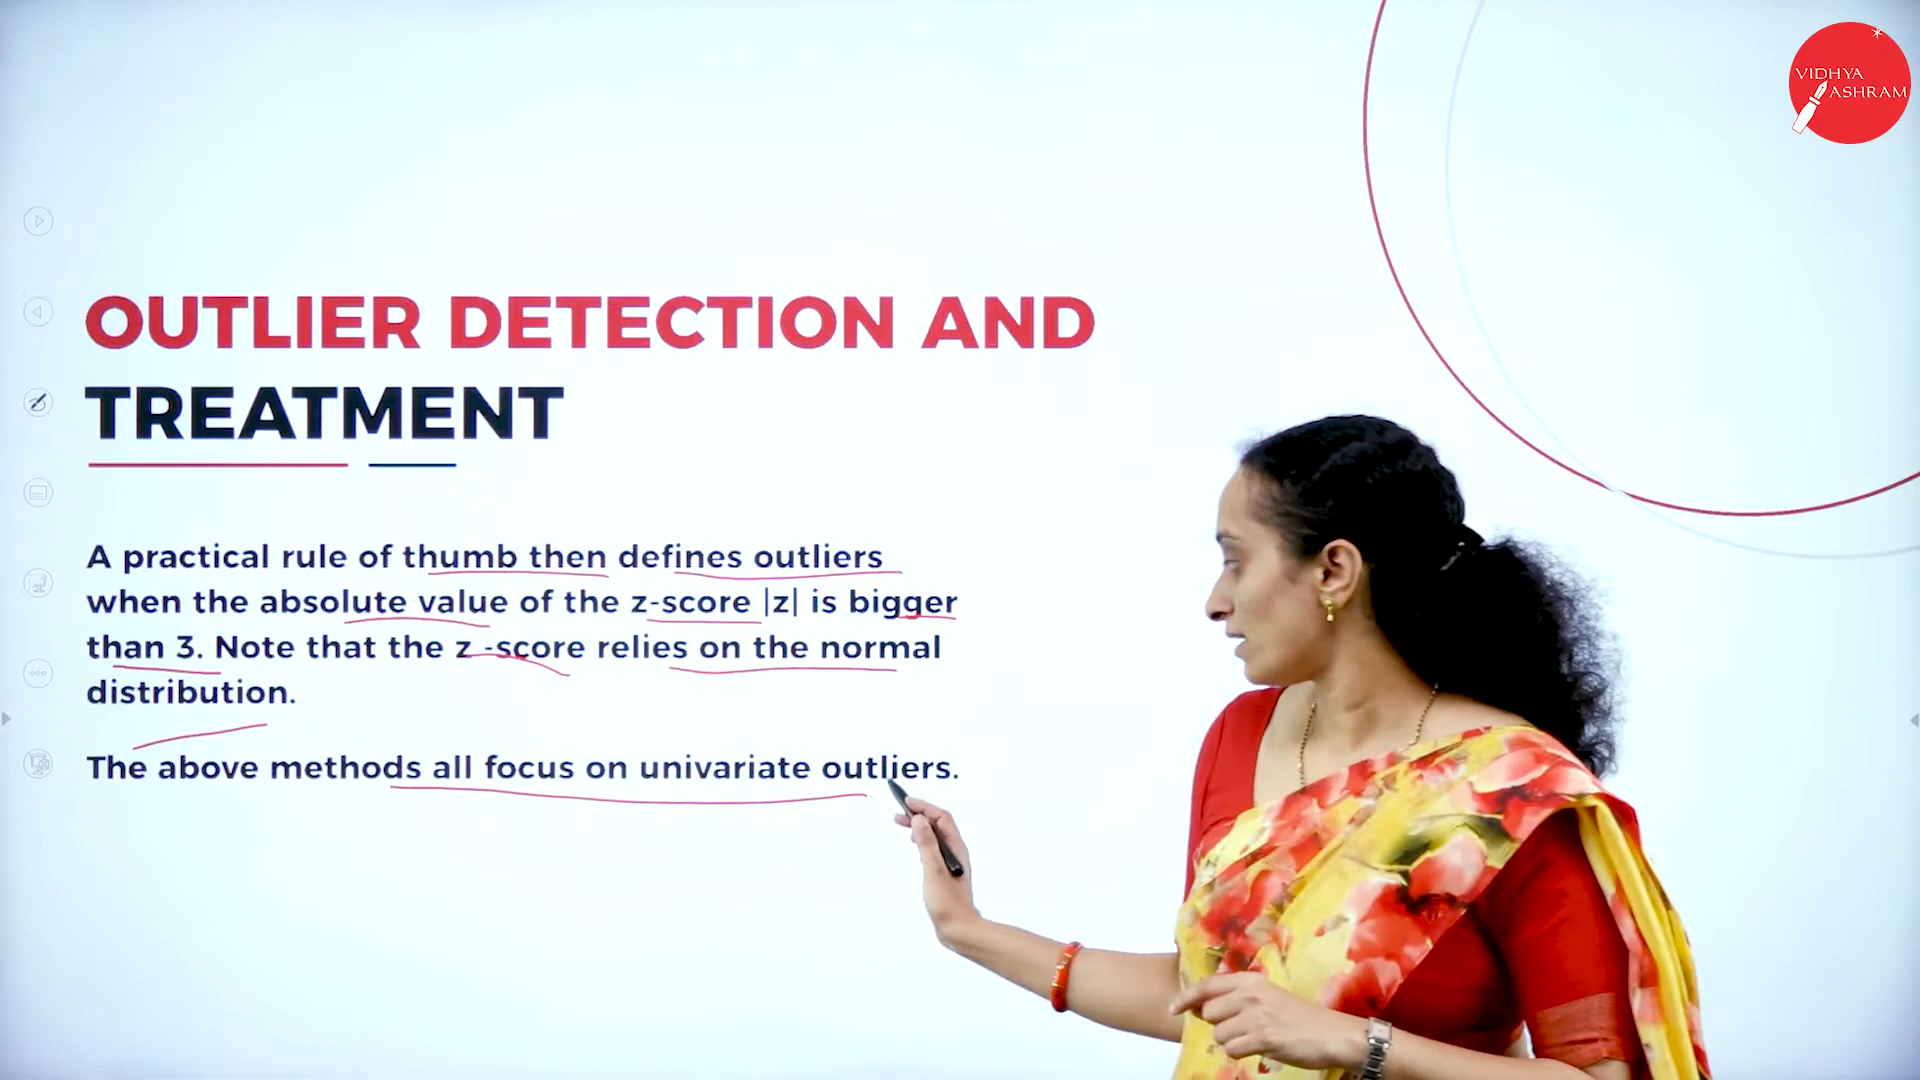 VIDHYA
ASHRAM
OUTLIER DETECTION AND
TREATMENT
A practical rule of thumb then defines outliers
when the absolute value of the z-score |z| is bigger
than 3. Note that the z -score relies on the normal
distribution.
The above methods all focus on univariate outliers.